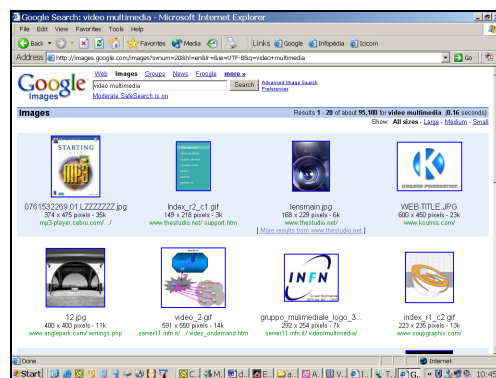 Google Search: video multimedia - Microsoft Internet Explorer
File Edit View Favorites Tools Help
Back Search Favorites Media Links Google Infopédia Icicom
Address http://images.google.com/images?svnum=20&hl=en&lr=&ie=UTF-8&q=video+multimedia Go
Web Images Groups News Froogle more »
Google Images
video multimedia Search Advanced Image Search
Preferences
Moderate SafeSearch is on
Images Results 1 - 20 of about 95,100 for video multimedia. (0.16 seconds)
Show: All sizes - Large - Medium - Small
STARTING
MP3
KOUMIS PRODUCTION
0761532269.01.LZZZZZZZ.jpg Index_r2_c1.gif lensmain.jpg WEB TITLE.JPG
374 x 475 pixels - 35k 149 x 218 pixels - 3k 168 x 229 pixels - 6k 600 x 450 pixels - 23k
mp3-player.cebru.com/.../ www.thestudio.net/ support.htm www.thestudio.net/ www.koumis.com/
[ More results from www.thestudio.net ]
INFN
12.jpg video_2.gif gruppo_mulimediale_logo_3... index_r1_c2.gif
400 x 400 pixels - 11k 591 x 550 pixels - 14k 292 x 254 pixels - 7k 223 x 235 pixels - 13k
www.anglepark.com/ writings.php server11.infn.it/.../ video_ondemand.htm server11.infn.it/ video/multimedia/ www.soupgraphix.com/
Done Internet
Start C.. M.. d.. E.. a.. A.. V.. I... T.. G.. 10:45